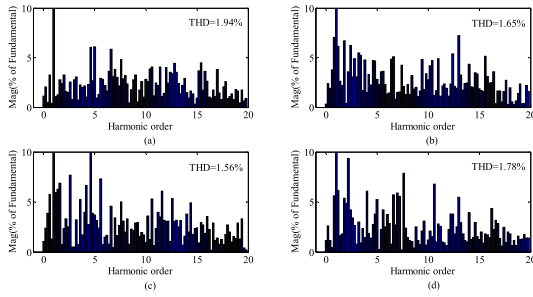 10
THD=1.94%
5
0
Mag(% of Fundamental)
0 5 10 15 20
Harmonic order
(a)
10
THD=1.65%
5
0
Mag(% of Fundamental)
0 5 10 15 20
Harmonic order
(b)
10
THD=1.56%
5
0
Mag(% of Fundamental)
0 5 10 15 20
Harmonic order
(c)
10
THD=1.78%
5
0
Mag(% of Fundamental)
0 5 10 15 20
Harmonic order
(d)